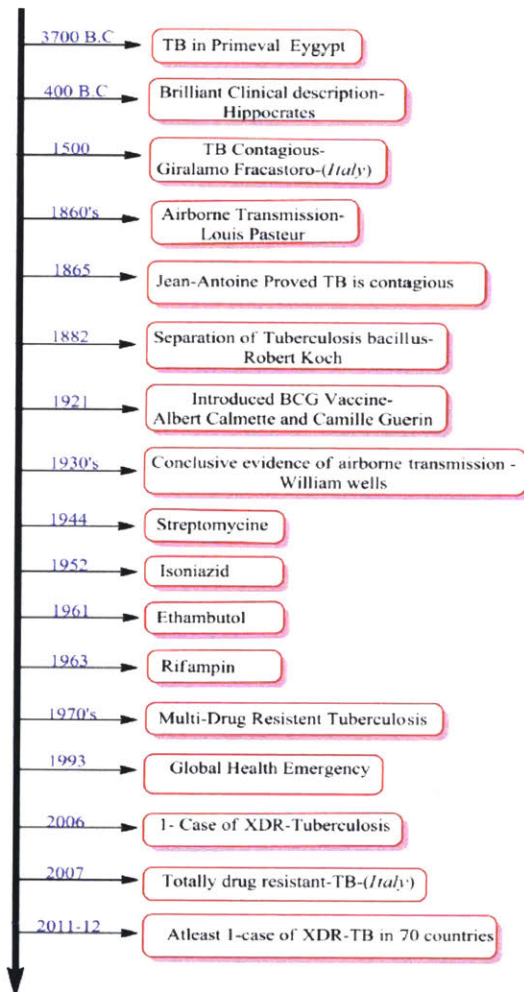 3700 B.C
TB in Primeval Eygypt
400 B.C
Brilliant Clinical description-
Hippocrates
1500
TB Contagious-
Giralamo Fracastoro-(Italy)
1860's
Airborne Transmission-
Louis Pasteur
1865
Jean-Antoine Proved TB is contagious
1882
Separation of Tuberculosis bacillus-
Robert Koch
1921
Introduced BCG Vaccine-
Albert Calmette and Camille Guerin
1930's
Conclusive evidence of airborne transmission -
William wells
1944
Streptomycine
1952
Isoniazid
1961
Ethambutol
1963
Rifampin
1970's
Multi-Drug Resistent Tuberculosis
1993
Global Health Emergency
2006
1- Case of XDR-Tuberculosis
2007
Totally drug resistant-TB-(Italy)
2011-12
Atleast 1-case of XDR-TB in 70 countries